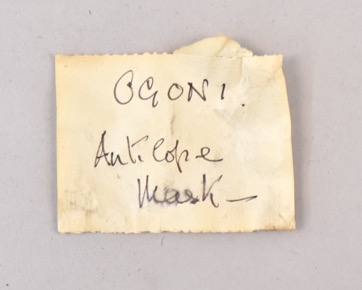 OGONI.
Antilope
Mask —